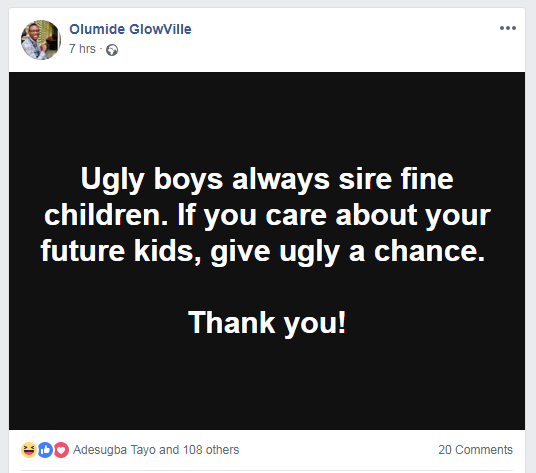 Olumide GlowVille
7 hrs ·
Ugly boys always sire fine
children. If you care about your
future kids, give ugly a chance.
Thank you!
Adesugba Tayo and 108 others
20 Comments